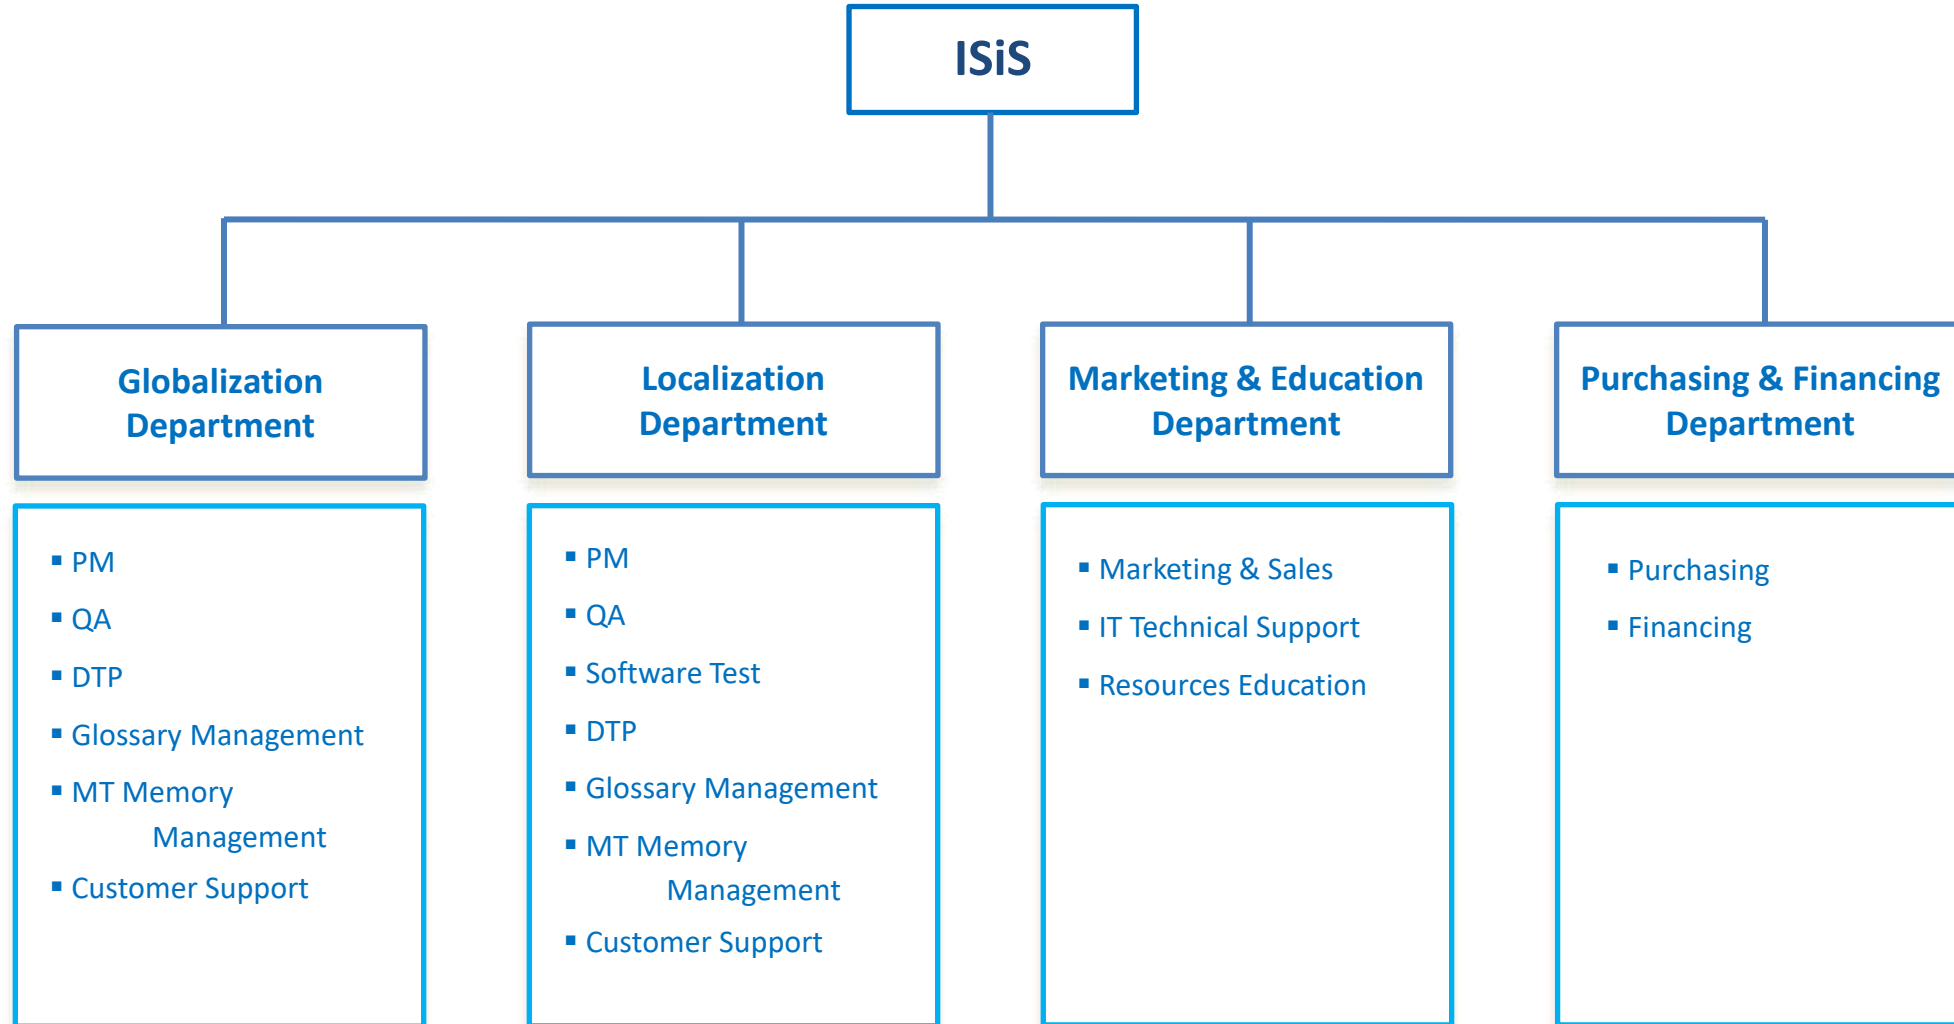 ISiS
Globalization
Department
Localization
Department
Marketing & Education
Department
Purchasing & Financing
Department
▪ PM
▪ QA
▪ DTP
▪ Glossary Management
▪ MT Memory
Management
▪ Customer Support
▪ PM
▪ QA
▪ Software Test
▪ DTP
▪ Glossary Management
▪ MT Memory
Management
▪ Customer Support
▪ Marketing & Sales
▪ IT Technical Support
▪ Resources Education
▪ Purchasing
▪ Financing